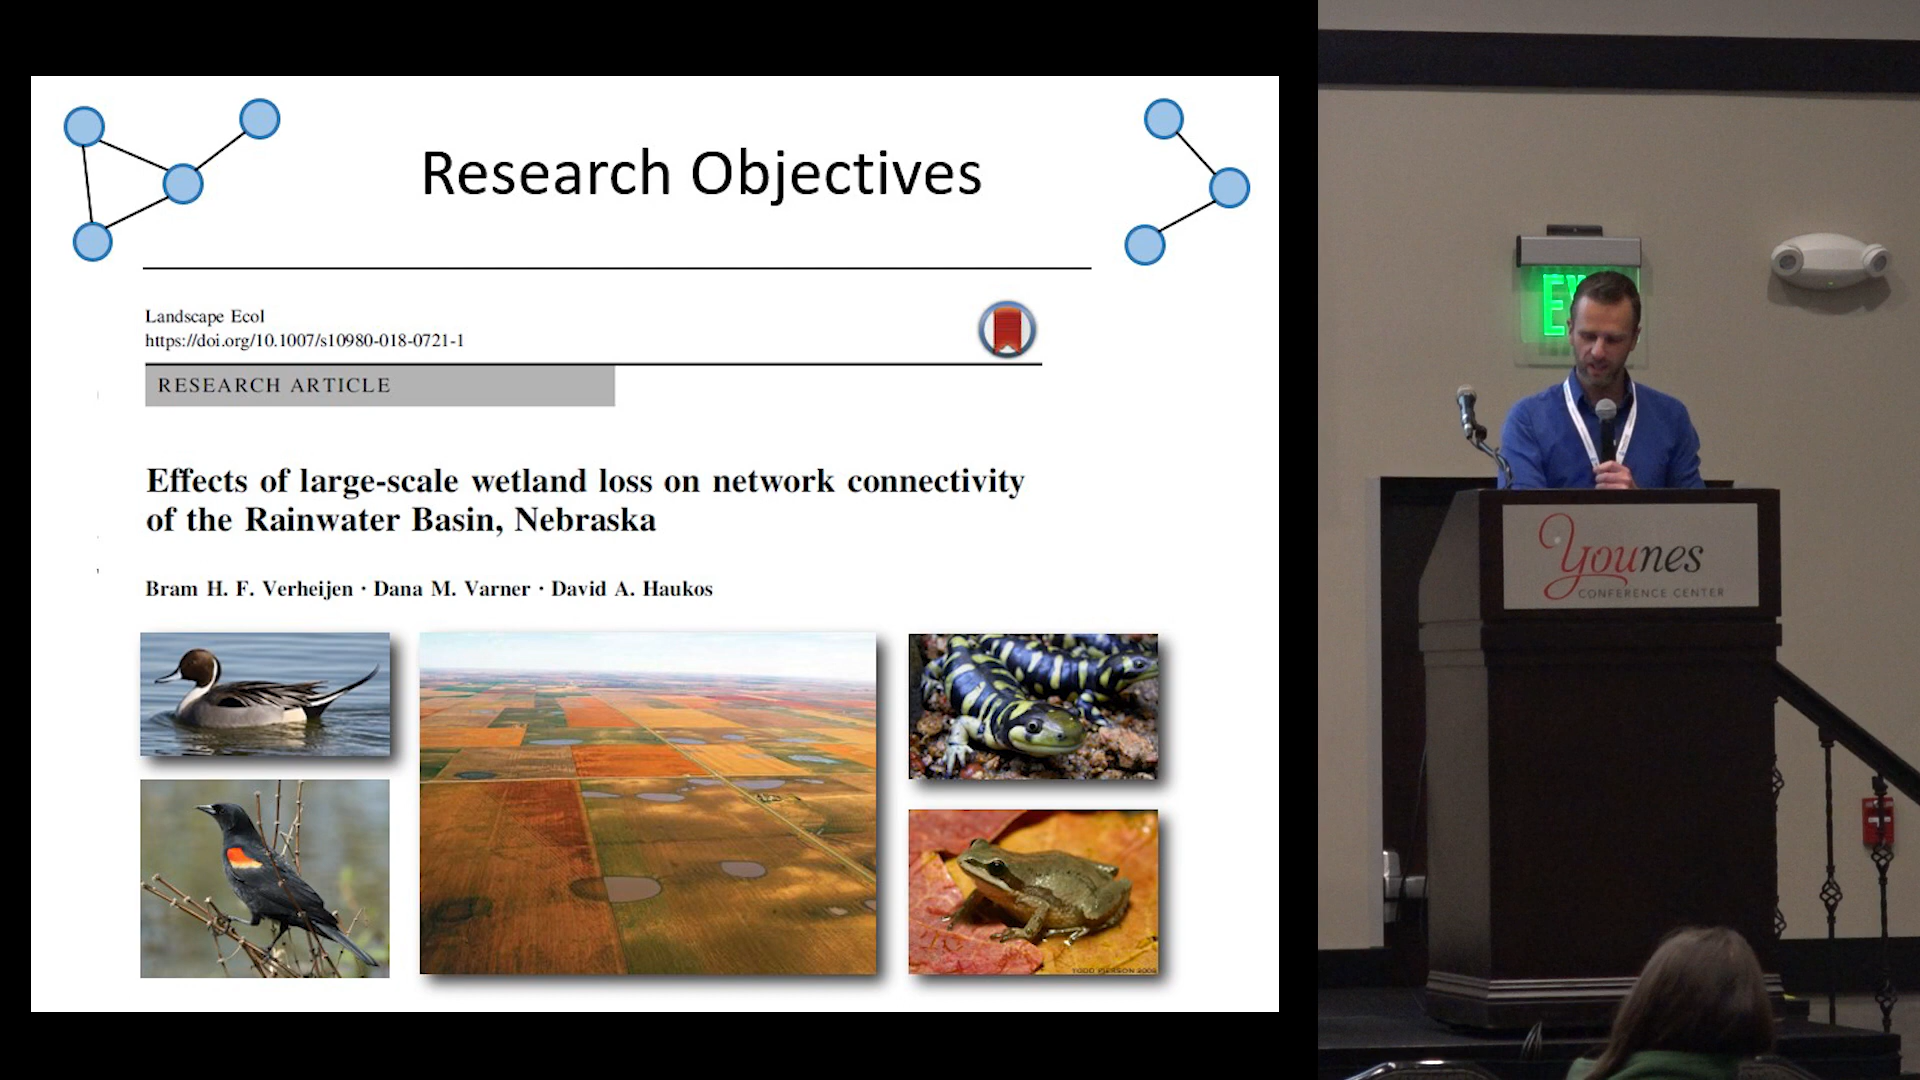 Research Objectives
Landscape Ecol
https://doi.org/10.1007/s10980-018-0721-1
RESEARCH ARTICLE
Effects of large-scale wetland loss on network connectivity
of the Rainwater Basin, Nebraska
Bram H. F. Verheijen · Dana M. Varner · David A. Haukos
younes
CONFERENCE CENTER